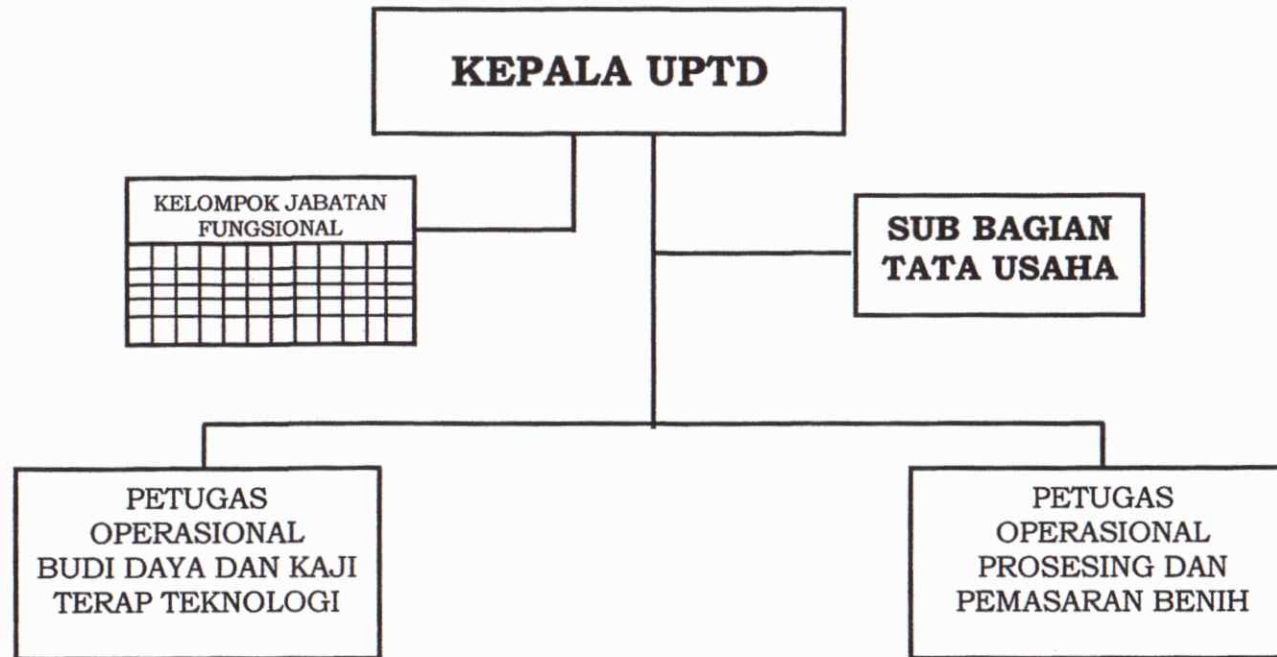 KEPALA UPTD
KELOMPOK JABATAN
FUNGSIONAL
SUB BAGIAN
TATA USAHA
PETUGAS
OPERASIONAL
BUDI DAYA DAN KAJI
TERAP TEKNOLOGI
PETUGAS
OPERASIONAL
PROSESING DAN
PEMASARAN BENIH